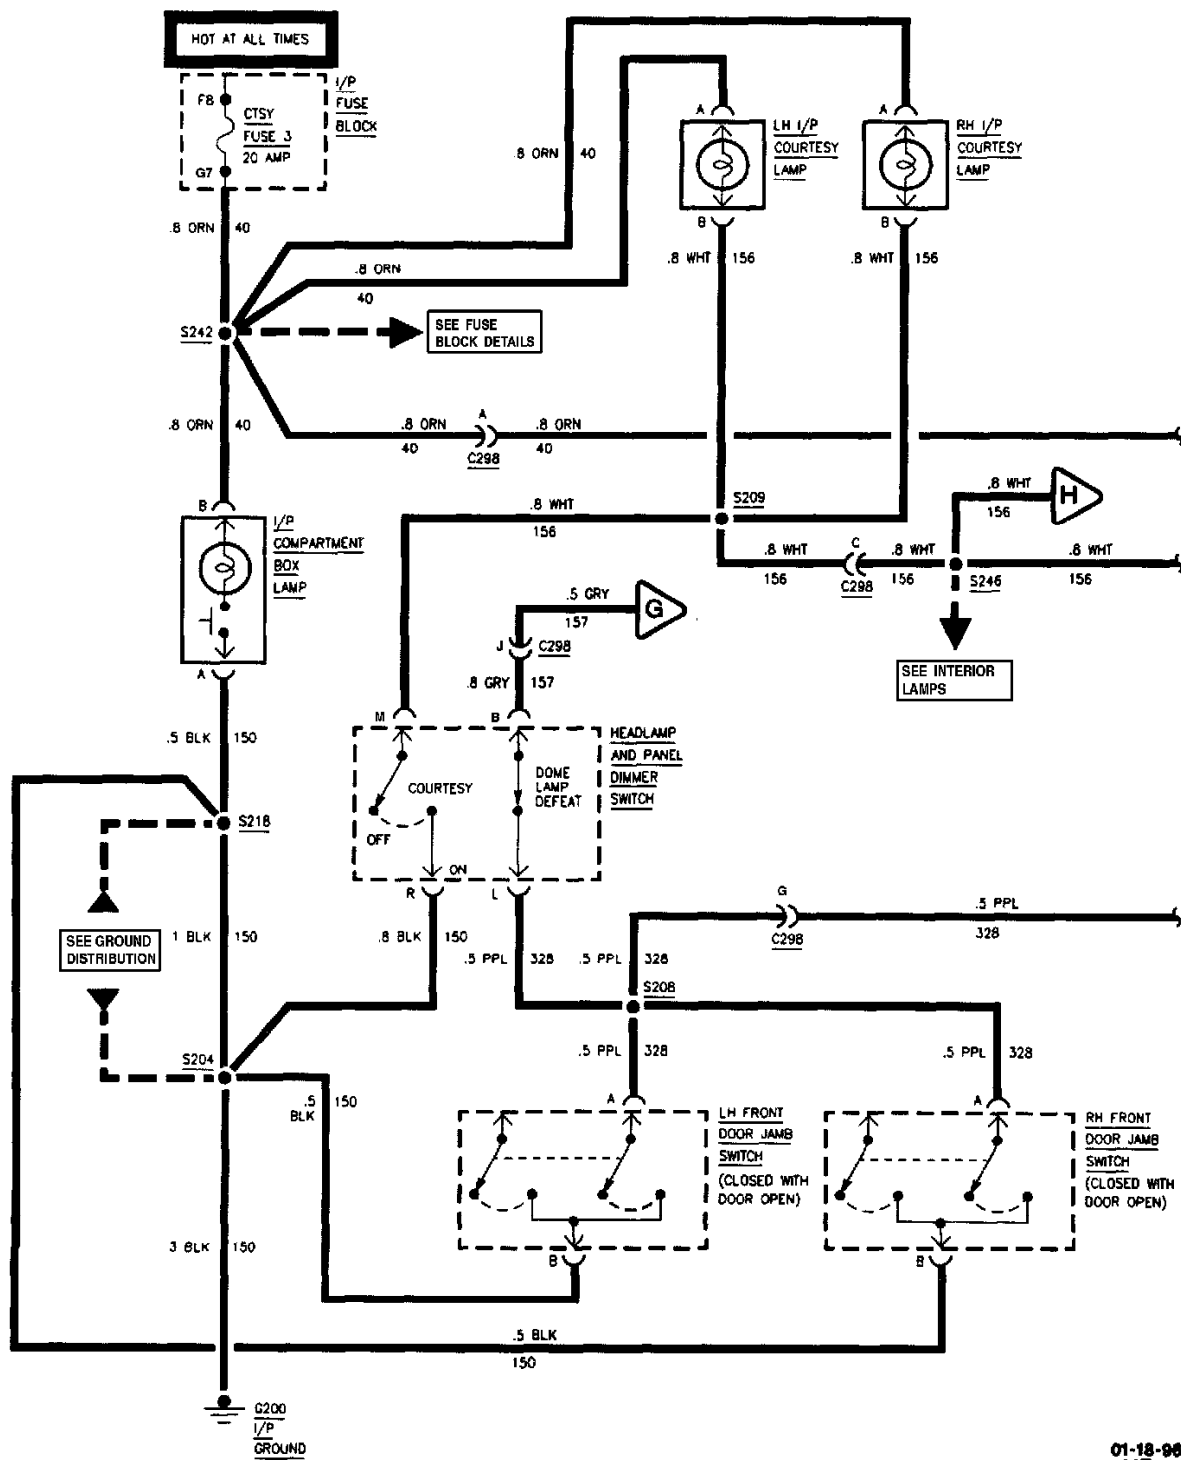 HOT AT ALL TIMES
F8
CTSY
FUSE 3
20 AMP
G7
I/P
FUSE
BLOCK
.8 ORN 40
.8 ORN 40
.8 ORN
40
A
LH I/P
COURTESY
LAMP
B
A
RH I/P
COURTESY
LAMP
B
.8 WHT 156
.8 WHT 156
S242
SEE FUSE
BLOCK DETAILS
.8 ORN 40
.8 ORN
40
A
C298
.8 ORN
40
B
I/P
COMPARTMENT
BOX
LAMP
A
.8 WHT
156
S209
.8 WHT
156
H
.8 WHT
156
C
C298
.8 WHT
156
S246
.8 WHT
156
SEE INTERIOR
LAMPS
.5 GRY
157
G
J
C298
.8 GRY 157
M
B
HEADLAMP
AND PANEL
DIMMER
SWITCH
COURTESY
OFF
ON
DOME
LAMP
DEFEAT
R
L
.5 BLK 150
S218
SEE GROUND
DISTRIBUTION
1 BLK 150
.8 BLK 150
.5 PPL 328
.5 PPL 328
G
C298
.5 PPL
328
S208
S204
.5
BLK
150
.5 PPL 328
.5 PPL 328
A
LH FRONT
DOOR JAMB
SWITCH
(CLOSED WITH
DOOR OPEN)
B
A
RH FRONT
DOOR JAMB
SWITCH
(CLOSED WITH
DOOR OPEN)
B
3 BLK 150
.5 BLK
150
G200
I/P
GROUND